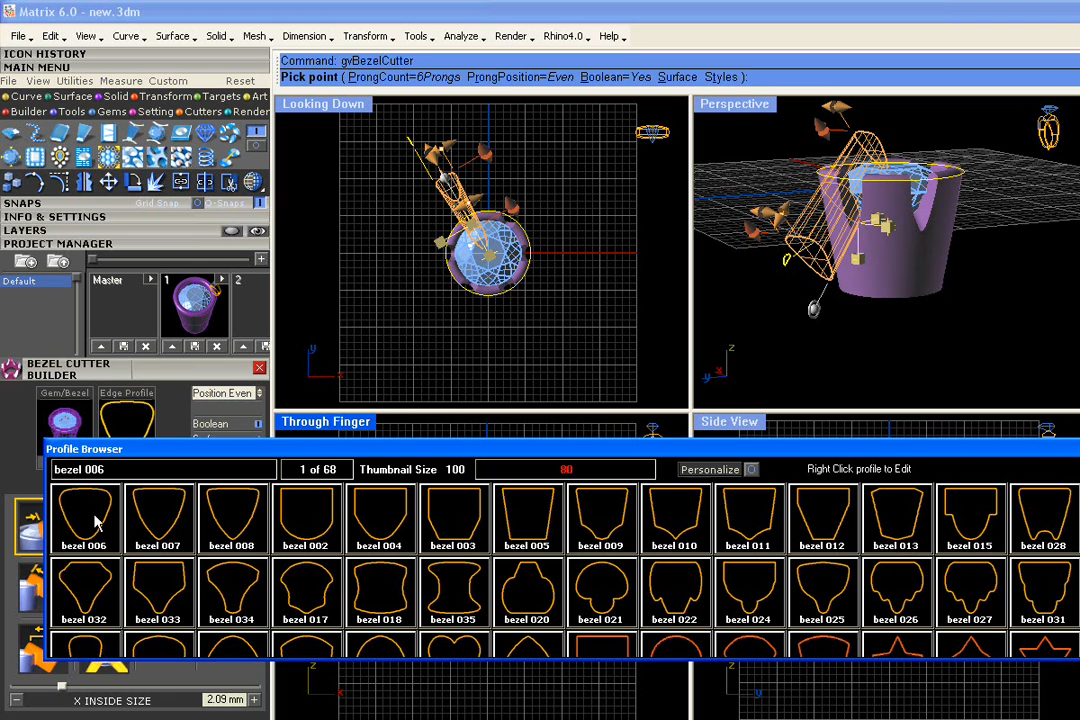 Matrix 6.0 - new.3dm
File Edit View Curve Surface Solid Mesh Dimension Transform Tools Analyze Render Rhino4.0 Help
ICON HISTORY
MAIN MENU
File View Utilities Measure Custom Reset
Curve Surface Solid Transform Targets Art
Builder Tools Gems Setting Cutters Render
SNAPS Grid Snap O-Snaps
INFO & SETTINGS
LAYERS
PROJECT MANAGER
Default
Master 1 2
BEZEL CUTTER
BUILDER
Gem/Bezel Edge Profile Position Even
Boolean
X INSIDE SIZE 2.09 mm
Command: gvBezelCutter
Pick point ( ProngCount=6Prongs ProngPosition=Even Boolean=Yes Surface Styles ):
Looking Down
y
x
Perspective
z
y x
Through Finger
z
x
Side View
z
y
Profile Browser
bezel 006 1 of 68 Thumbnail Size 100 80 Personalize Right Click profile to Edit
bezel 006 bezel 007 bezel 008 bezel 002 bezel 004 bezel 003 bezel 005 bezel 009 bezel 010 bezel 011 bezel 012 bezel 013 bezel 015 bezel 028
bezel 032 bezel 033 bezel 034 bezel 017 bezel 018 bezel 035 bezel 020 bezel 021 bezel 022 bezel 024 bezel 025 bezel 026 bezel 027 bezel 031